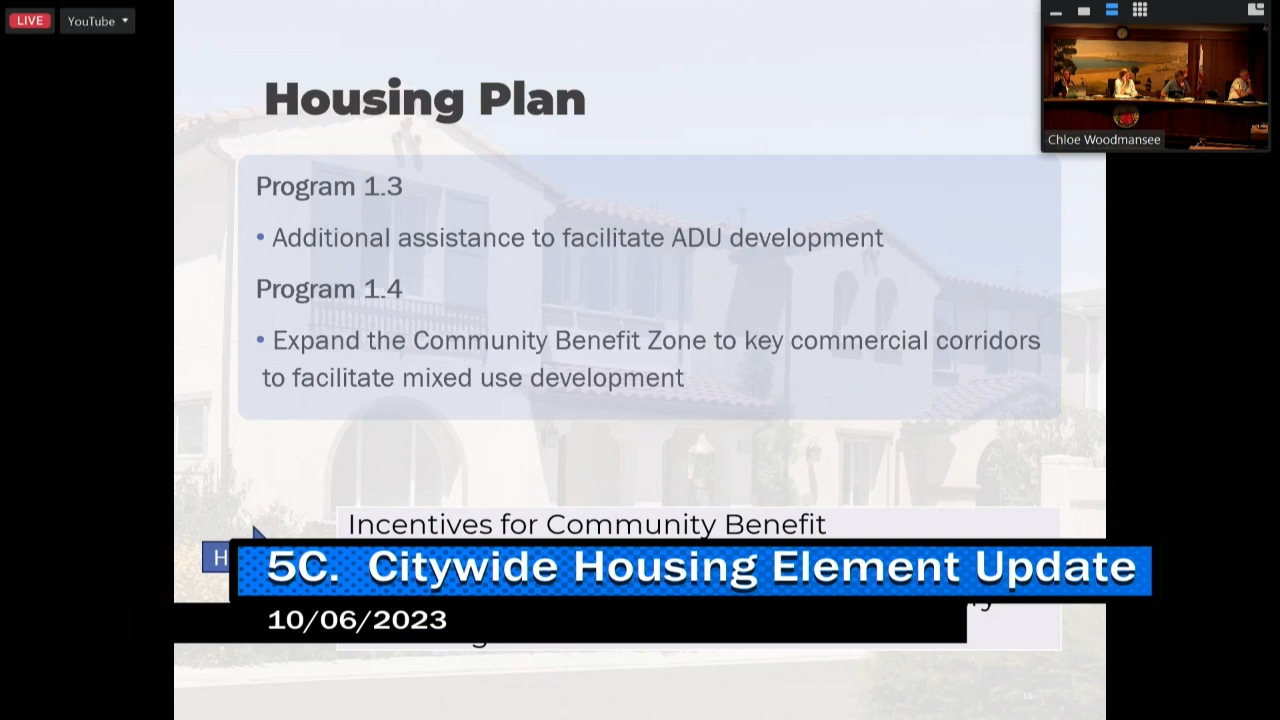 LIVE
YouTube
Chloe Woodmansee
Housing Plan
Program 1.3
• Additional assistance to facilitate ADU development
Program 1.4
• Expand the Community Benefit Zone to key commercial corridors
to facilitate mixed use development
Incentives for Community Benefit
H
5C. Citywide Housing Element Update
10/06/2023
18